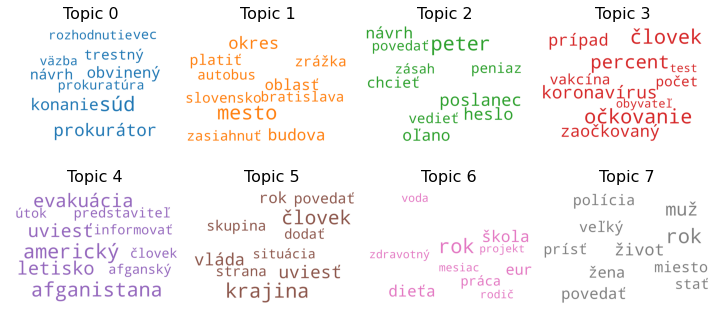 Topic 0
rozhodnutie vec
väzba trestný
návrh obvinený
prokuratúra
konanie súd
prokurátor
Topic 1
okres
platiť zrážka
autobus
oblasť
slovensko bratislava
mesto
zasiahnuť budova
Topic 2
návrh
povedať peter
zásah peniaz
chcieť
poslanec
vedieť heslo
oľano
Topic 3
prípad človek
percent test
vakcína počet
koronavírus
obyvateľ
očkovanie
zaočkovaný
Topic 4
evakuácia
útok predstaviteľ
uviesť informovať
americký človek
letisko afganský
afganistana
Topic 5
rok povedať
skupina človek
dodať
vláda situácia
strana uviesť
krajina
Topic 6
voda
škola
rok projekt
zdravotný
mesiac eur
práca
dieťa rodič
Topic 7
polícia
muž
veľký rok
prísť život
žena miesto
stať
povedať